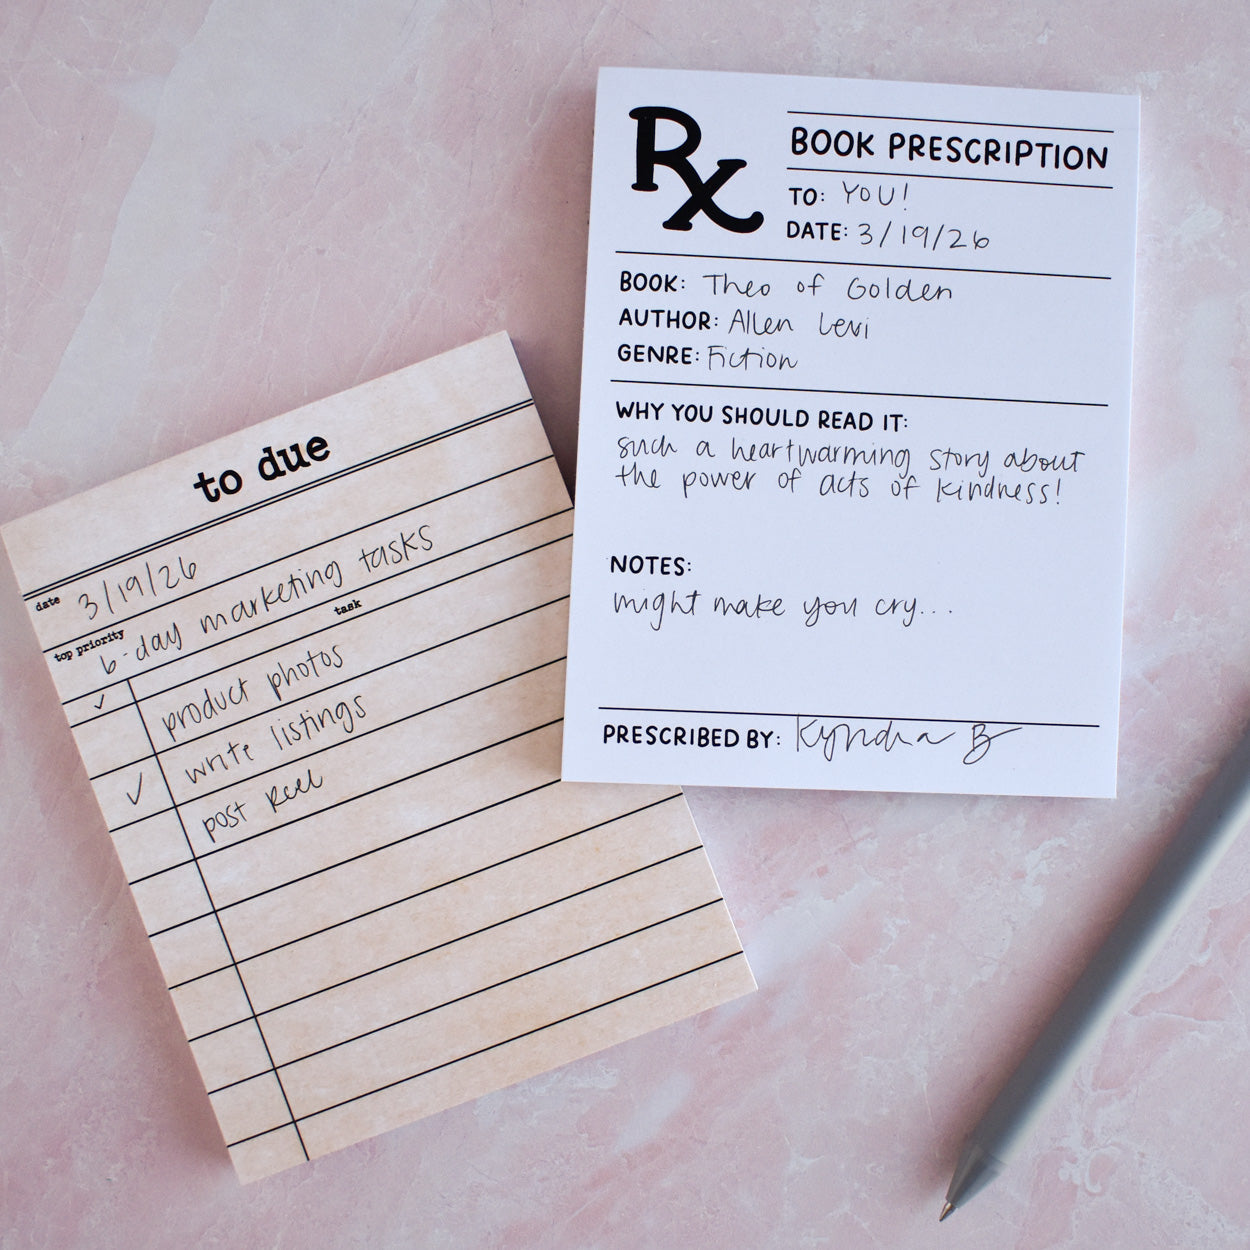 to due
date 3/19/26
top priority 6-day marketing tasks
✓ task
product photos
✓ write listings
post reel
Rx
BOOK PRESCRIPTION
TO: YOU!
DATE: 3/19/26
BOOK: Theo of Golden
AUTHOR: Allen Levi
GENRE: Fiction
WHY YOU SHOULD READ IT:
such a heartwarming story about
the power of acts of kindness!
NOTES:
might make you cry...
PRESCRIBED BY: Kyndra B